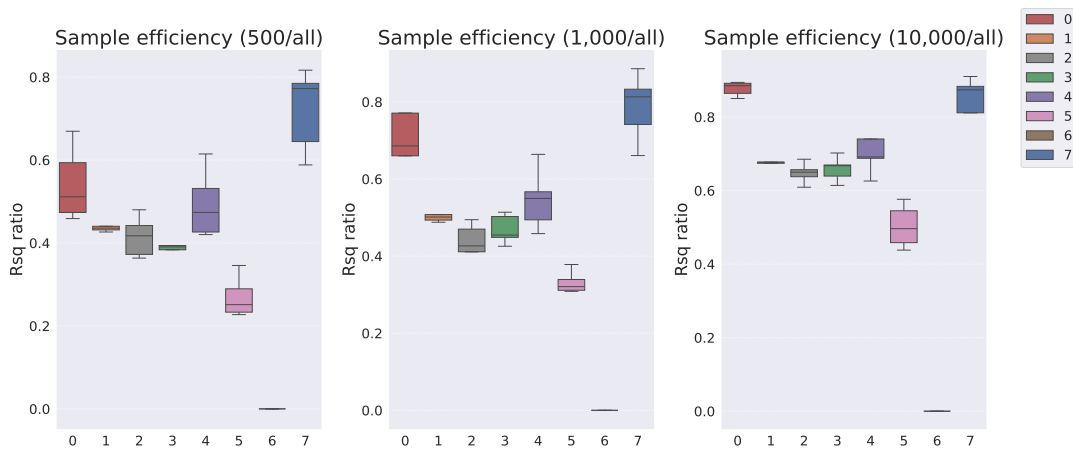 Sample efficiency (500/all)
Rsq ratio
0.8
0.6
0.4
0.2
0.0
0 1 2 3 4 5 6 7
Sample efficiency (1,000/all)
Rsq ratio
0.8
0.6
0.4
0.2
0.0
0 1 2 3 4 5 6 7
Sample efficiency (10,000/all)
Rsq ratio
0.8
0.6
0.4
0.2
0.0
0 1 2 3 4 5 6 7
0
1
2
3
4
5
6
7